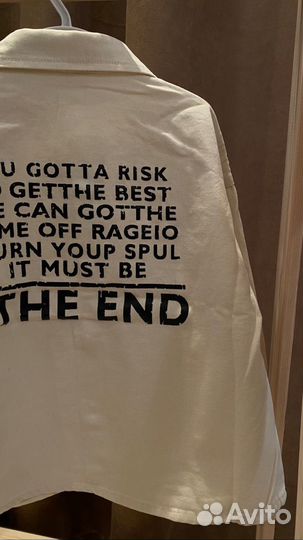 U GOTTA RISK
GETTHE BEST
E CAN GOTTHE
ME OFF RAGEIO
URN YOUP SPUL
IT MUST BE
THE END
Avito